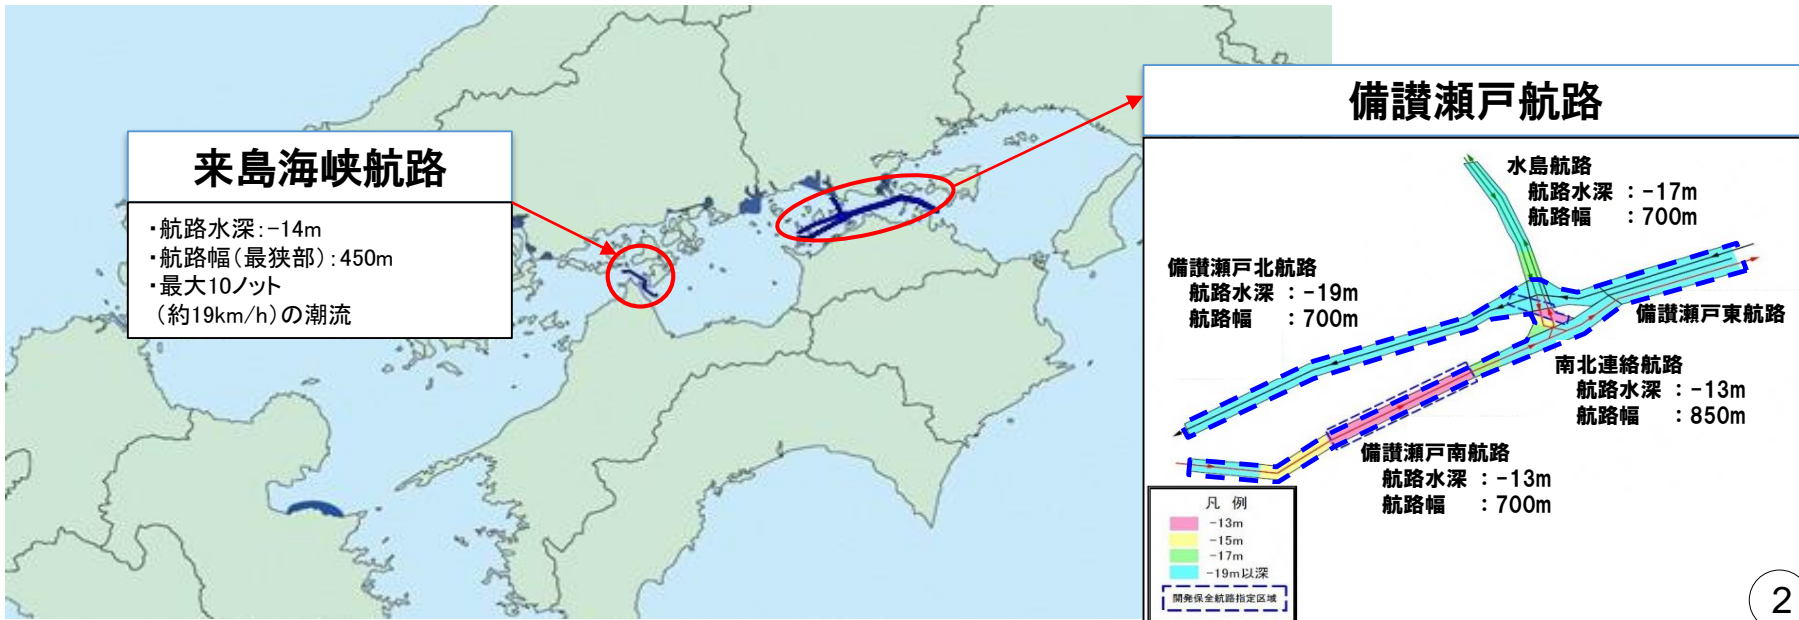 来島海峡航路
・航路水深:-14m
・航路幅(最狭部):450m
・最大10ノット
(約19km/h)の潮流
備讃瀬戸航路
水島航路
航路水深 :-17m
航路幅 :700m
備讃瀬戸北航路
航路水深 :-19m
航路幅 :700m
備讃瀬戸東航路
南北連絡航路
航路水深 :-13m
航路幅 :850m
備讃瀬戸南航路
航路水深 :-13m
航路幅 :700m
凡 例
-13m
-15m
-17m
-19m以深
開発保全航路指定区域
2